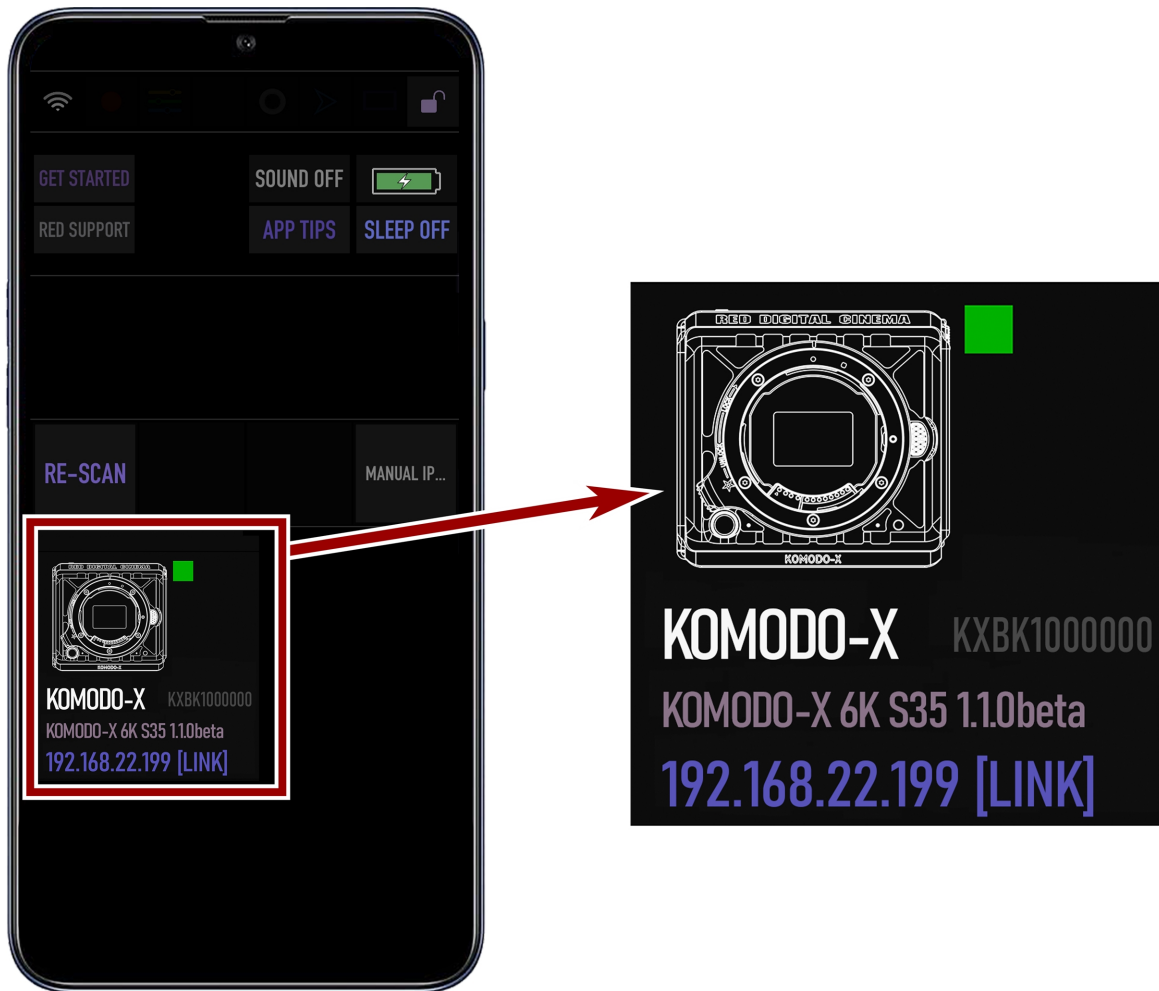 GET STARTED
SOUND OFF
RED SUPPORT
APP TIPS
SLEEP OFF
RE-SCAN
MANUAL IP...
RED DIGITAL CINEMA
KOMODO-X
KOMODO-X KXBK1000000
KOMODO-X 6K S35 1.1.0beta
192.168.22.199 [LINK]
RED DIGITAL CINEMA
KOMODO-X
KOMODO-X KXBK1000000
KOMODO-X 6K S35 1.1.0beta
192.168.22.199 [LINK]